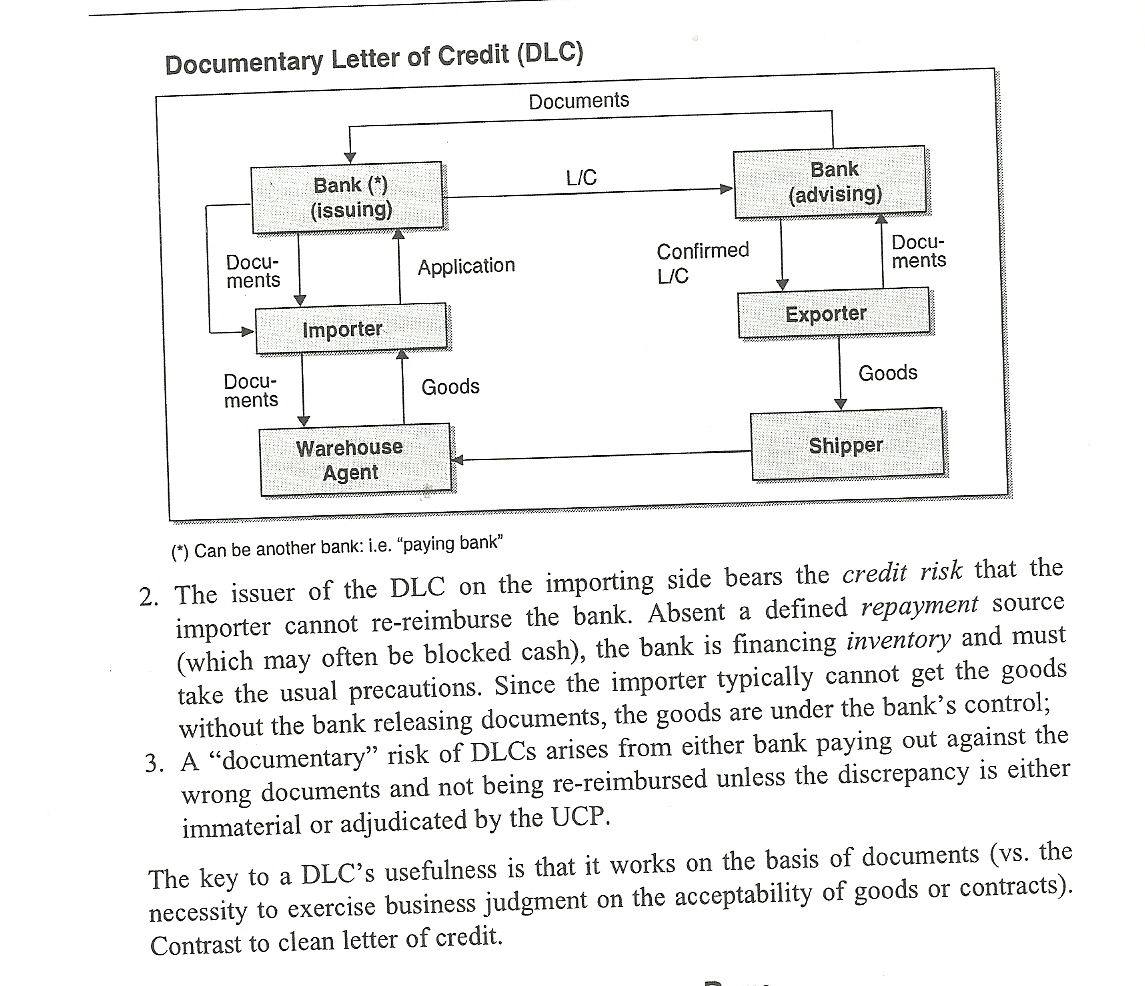 Documentary Letter of Credit (DLC)
Documents
Bank (*)
(issuing)
L/C
Bank
(advising)
Docu-
ments
Application
Confirmed
L/C
Docu-
ments
Importer
Exporter
Docu-
ments
Goods
Goods
Warehouse
Agent
Shipper
(*) Can be another bank: i.e. “paying bank”
2. The issuer of the DLC on the importing side bears the credit risk that the
importer cannot re-reimburse the bank. Absent a defined repayment source
(which may often be blocked cash), the bank is financing inventory and must
take the usual precautions. Since the importer typically cannot get the goods
without the bank releasing documents, the goods are under the bank’s control;
3. A “documentary” risk of DLCs arises from either bank paying out against the
wrong documents and not being re-reimbursed unless the discrepancy is either
immaterial or adjudicated by the UCP.
The key to a DLC’s usefulness is that it works on the basis of documents (vs. the
necessity to exercise business judgment on the acceptability of goods or contracts).
Contrast to clean letter of credit.